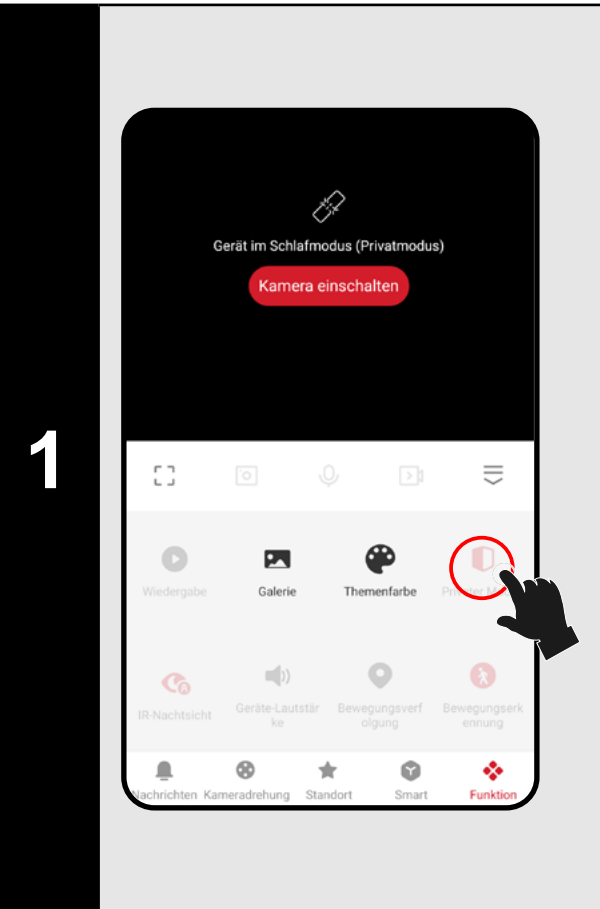 1
Gerät im Schlafmodus (Privatmodus)
Kamera einschalten
Wiedergabe
Galerie
Themenfarbe
Privater
IR-Nachtsicht
Geräte-Lautstär
ke
Bewegungsverf
olgung
Bewegungserk
ennung
Nachrichten
Kameradrehung
Standort
Smart
Funktion